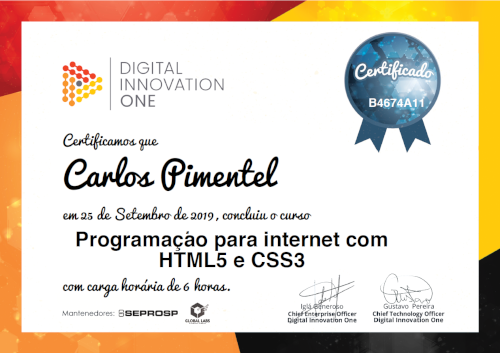 DIGITAL
INNOVATION
ONE
Certificado
B4674A11
Certificamos que
Carlos Pimentel
em 25 de Setembro de 2019, concluiu o curso
Programação para internet com
HTML5 e CSS3
com carga horária de 6 horas.
Mantenedores: SEPROSP GLOBAL LABS
Iglá Generoso
Chief Enterprise Officer
Digital Innovation One
Gustavo Pereira
Chief Technology Officer
Digital Innovation One